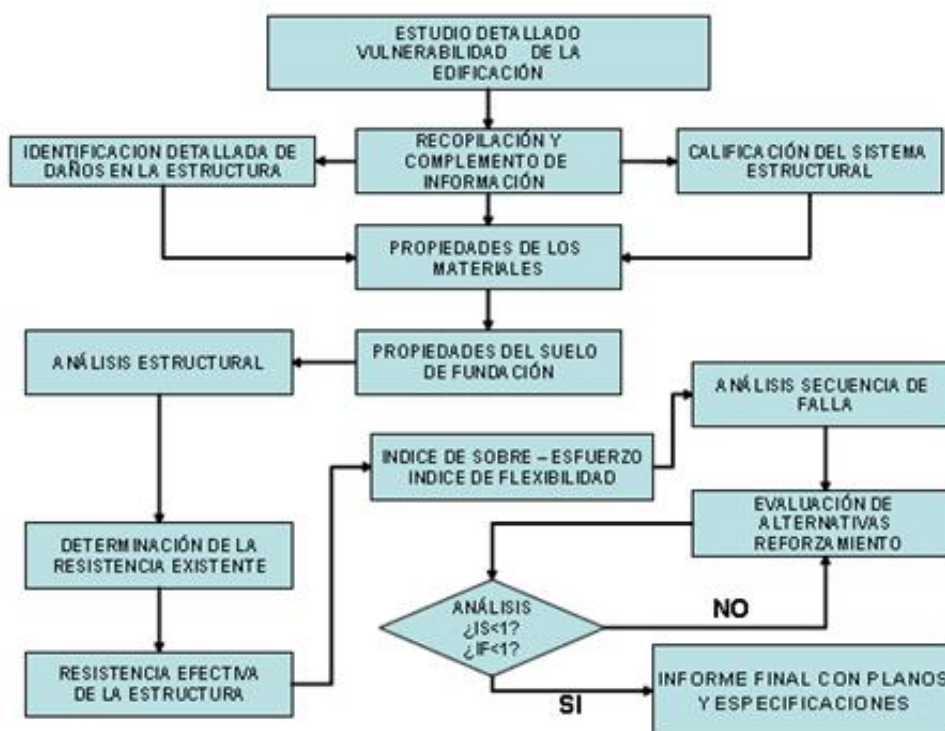 ESTUDIO DETALLADO
VULNERABILIDAD DE LA
EDIFICACIÓN
RECOPILACIÓN Y
COMPLEMENTO DE
INFORMACIÓN
IDENTIFICACION DETALLADA DE
DAÑOS EN LA ESTRUCTURA
CALIFICACIÓN DEL SISTEMA
ESTRUCTURAL
PROPIEDADES DE LOS
MATERIALES
PROPIEDADES DEL SUELO
DE FUNDACIÓN
ANÁLISIS ESTRUCTURAL
DETERMINACIÓN DE LA
RESISTENCIA EXISTENTE
RESISTENCIA EFECTIVA
DE LA ESTRUCTURA
INDICE DE SOBRE – ESFUERZO
INDICE DE FLEXIBILIDAD
ANÁLISIS SECUENCIA DE
FALLA
EVALUACIÓN DE
ALTERNATIVAS
REFORZAMIENTO
ANÁLISIS
¿IS<1?
¿IF<1?
NO
SI
INFORME FINAL CON PLANOS
Y ESPECIFICACIONES